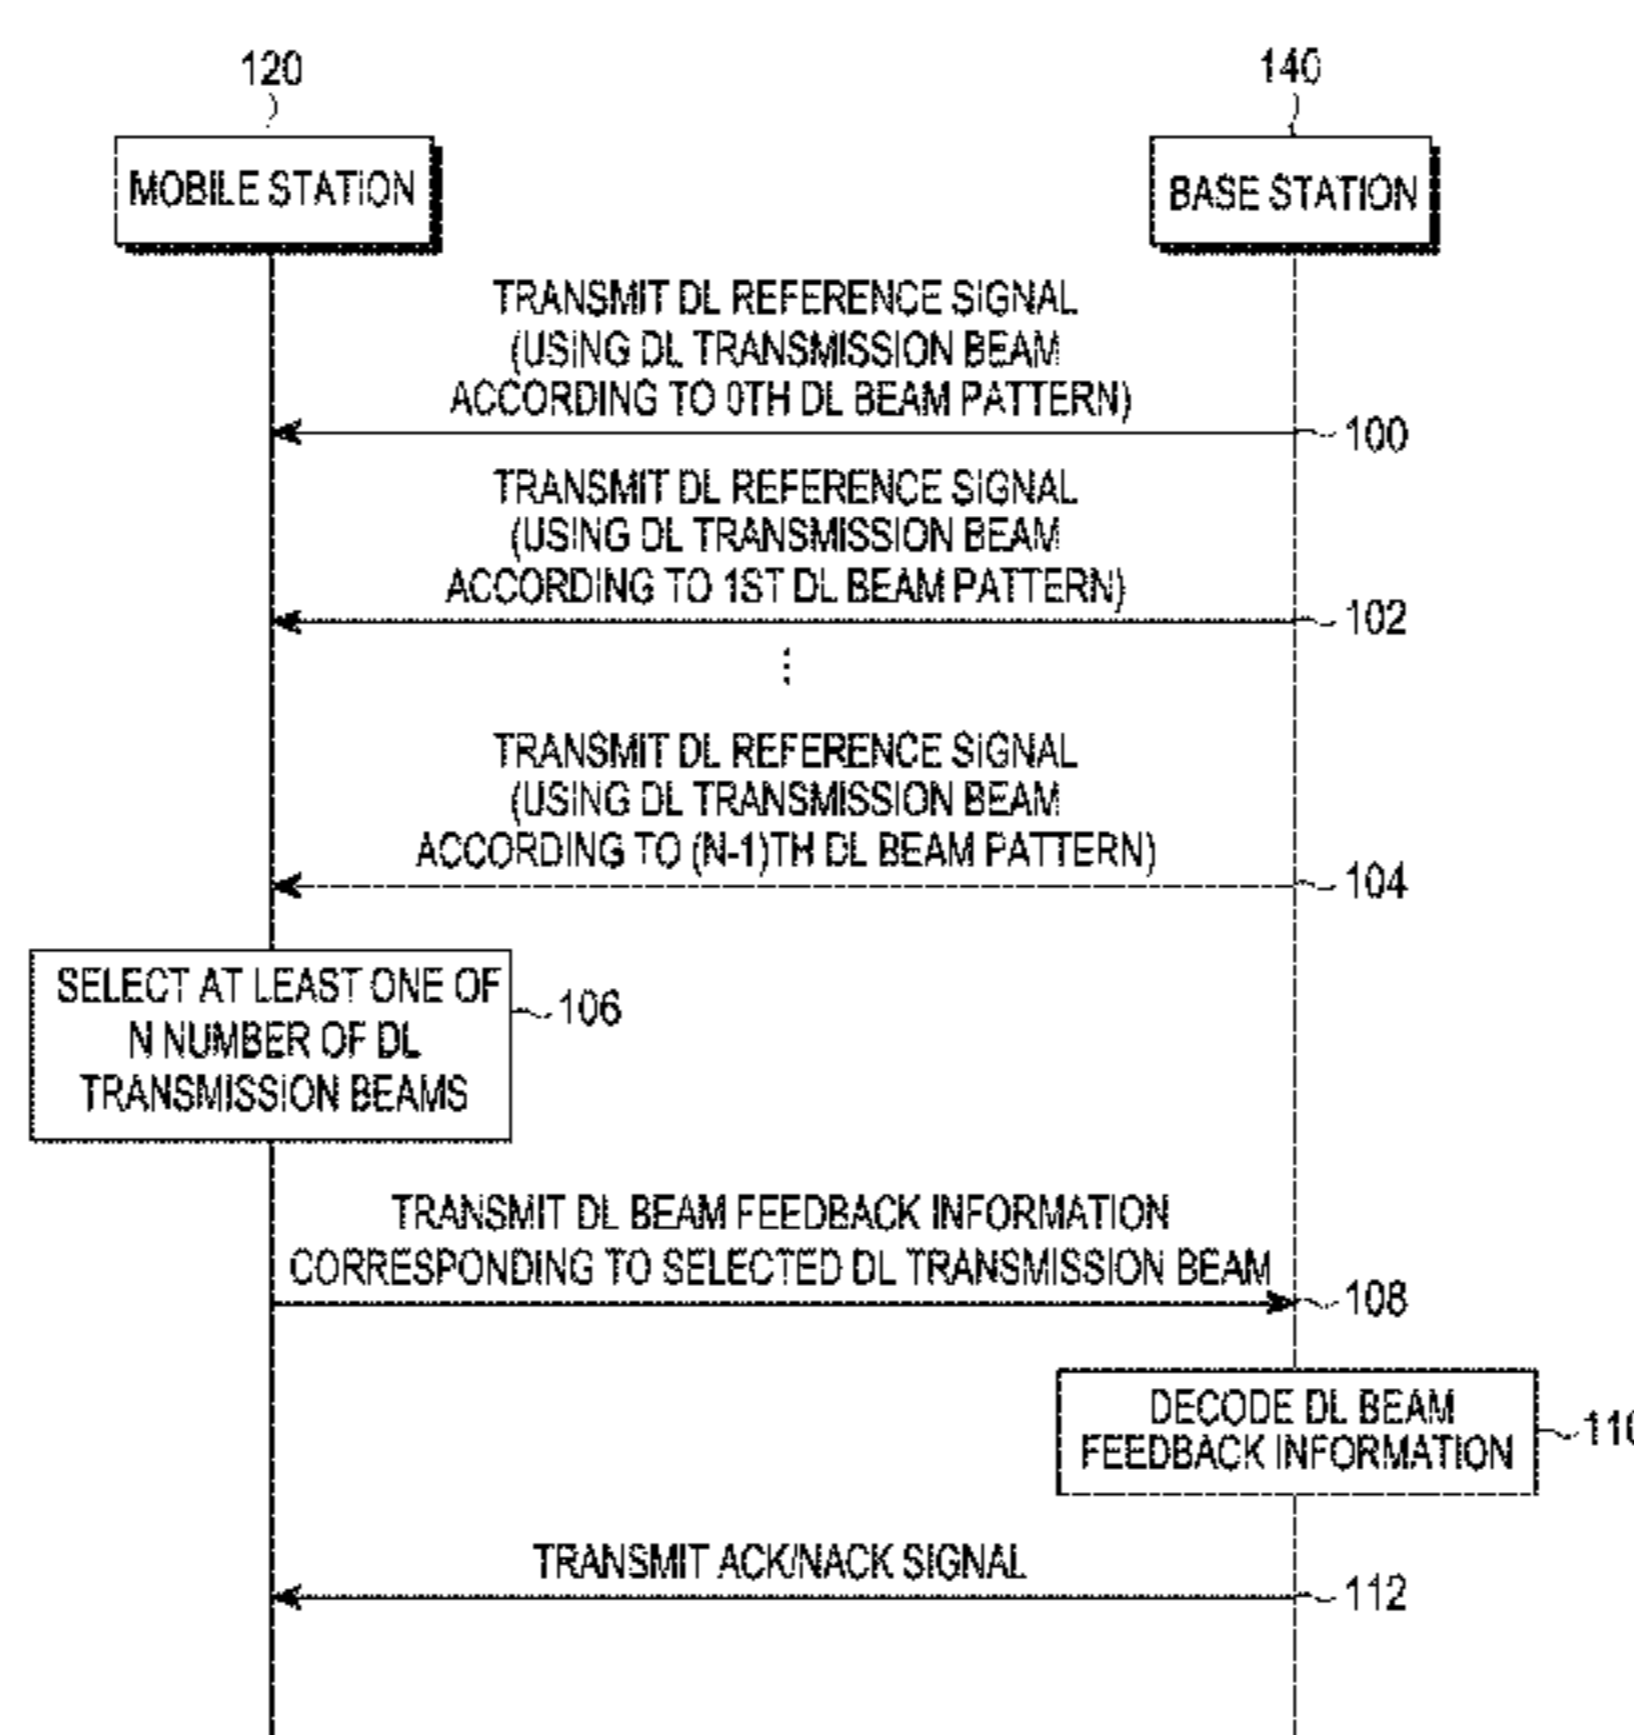 120
140
MOBILE STATION
BASE STATION
TRANSMIT DL REFERENCE SIGNAL
(USING DL TRANSMISSION BEAM
ACCORDING TO 0TH DL BEAM PATTERN)
100
TRANSMIT DL REFERENCE SIGNAL
(USING DL TRANSMISSION BEAM
ACCORDING TO 1ST DL BEAM PATTERN)
102
⋮
TRANSMIT DL REFERENCE SIGNAL
(USING DL TRANSMISSION BEAM
ACCORDING TO (N-1)TH DL BEAM PATTERN)
104
SELECT AT LEAST ONE OF
N NUMBER OF DL
TRANSMISSION BEAMS
106
TRANSMIT DL BEAM FEEDBACK INFORMATION
CORRESPONDING TO SELECTED DL TRANSMISSION BEAM
108
DECODE DL BEAM
FEEDBACK INFORMATION
110
TRANSMIT ACK/NACK SIGNAL
112